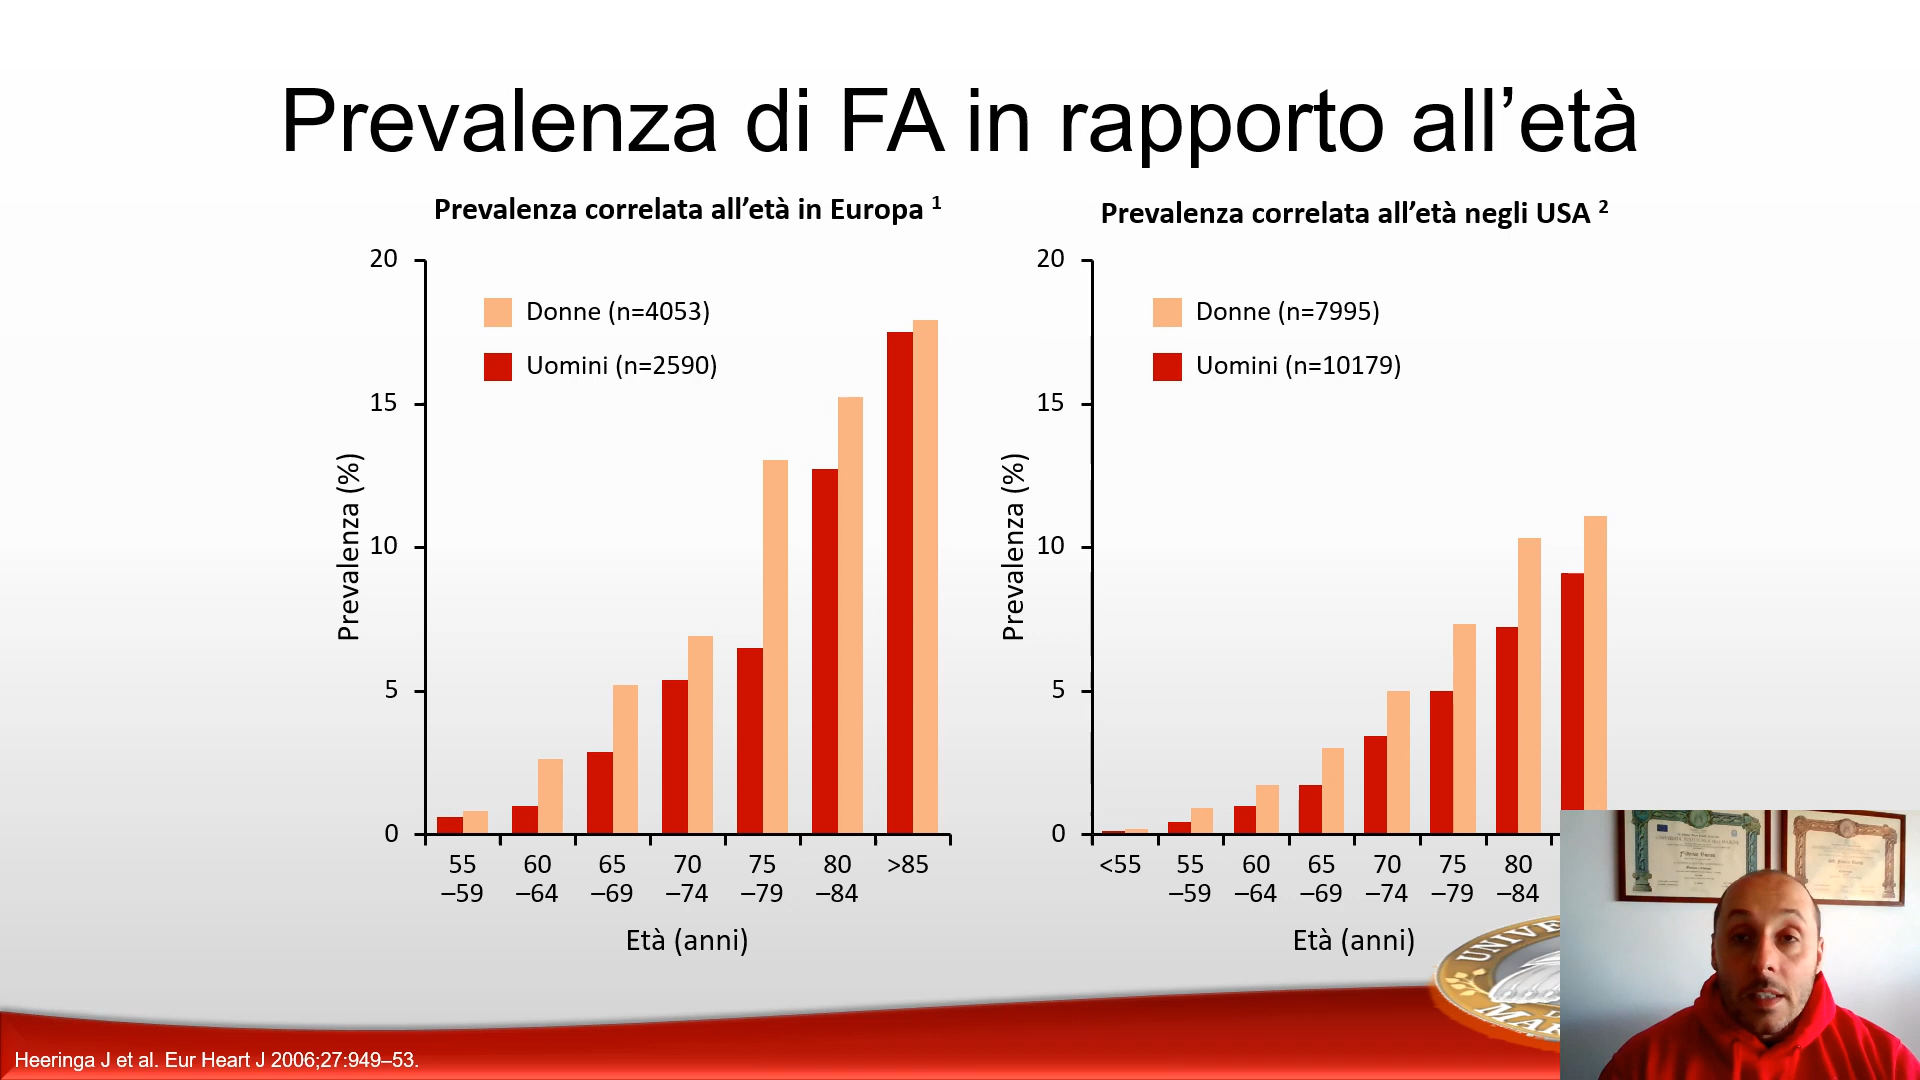 Prevalenza di FA in rapporto all’età
Prevalenza correlata all’età in Europa ¹
20
15
10
5
0
Prevalenza (%)
Donne (n=4053)
Uomini (n=2590)
55 60 65 70 75 80 >85
–59 –64 –69 –74 –79 –84
Età (anni)
Prevalenza correlata all’età negli USA ²
20
15
10
5
0
Prevalenza (%)
Donne (n=7995)
Uomini (n=10179)
<55 55 60 65 70 75 80
–59 –64 –69 –74 –79 –84
Età (anni)
Heeringa J et al. Eur Heart J 2006;27:949–53.